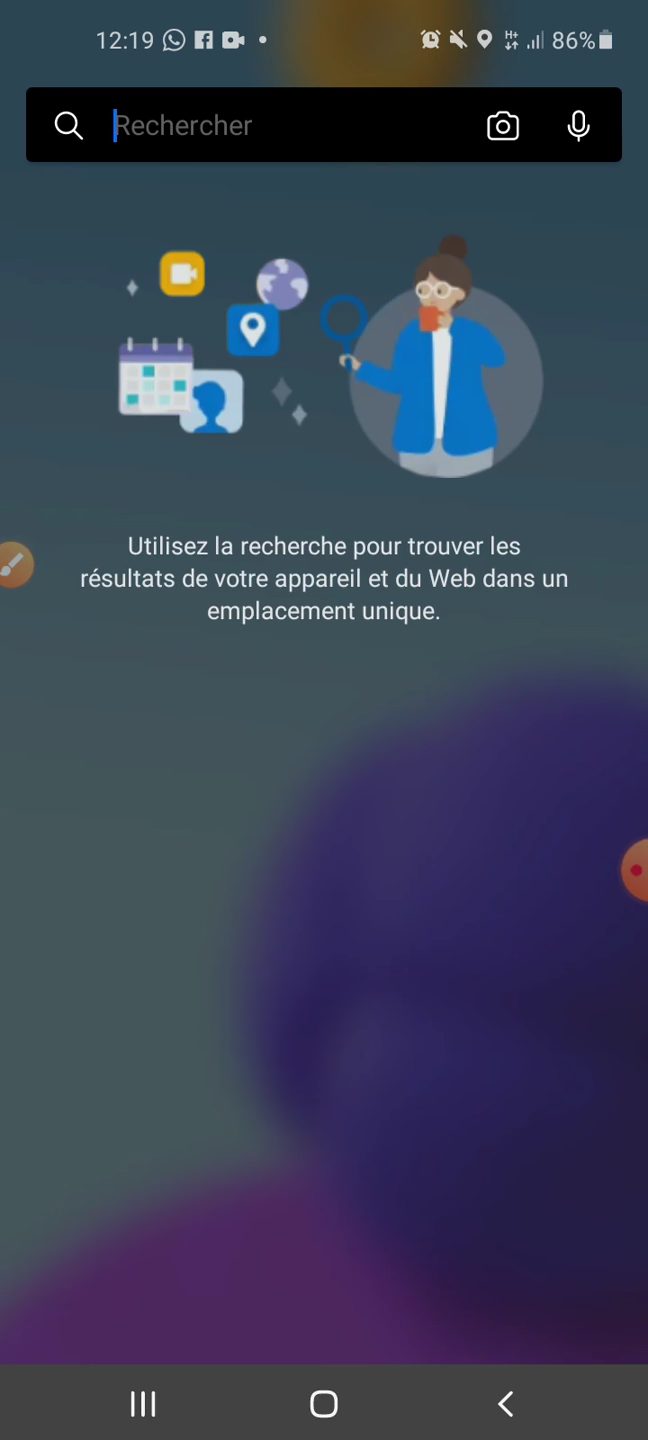 12:19
86%
Rechercher
Utilisez la recherche pour trouver les
résultats de votre appareil et du Web dans un
emplacement unique.